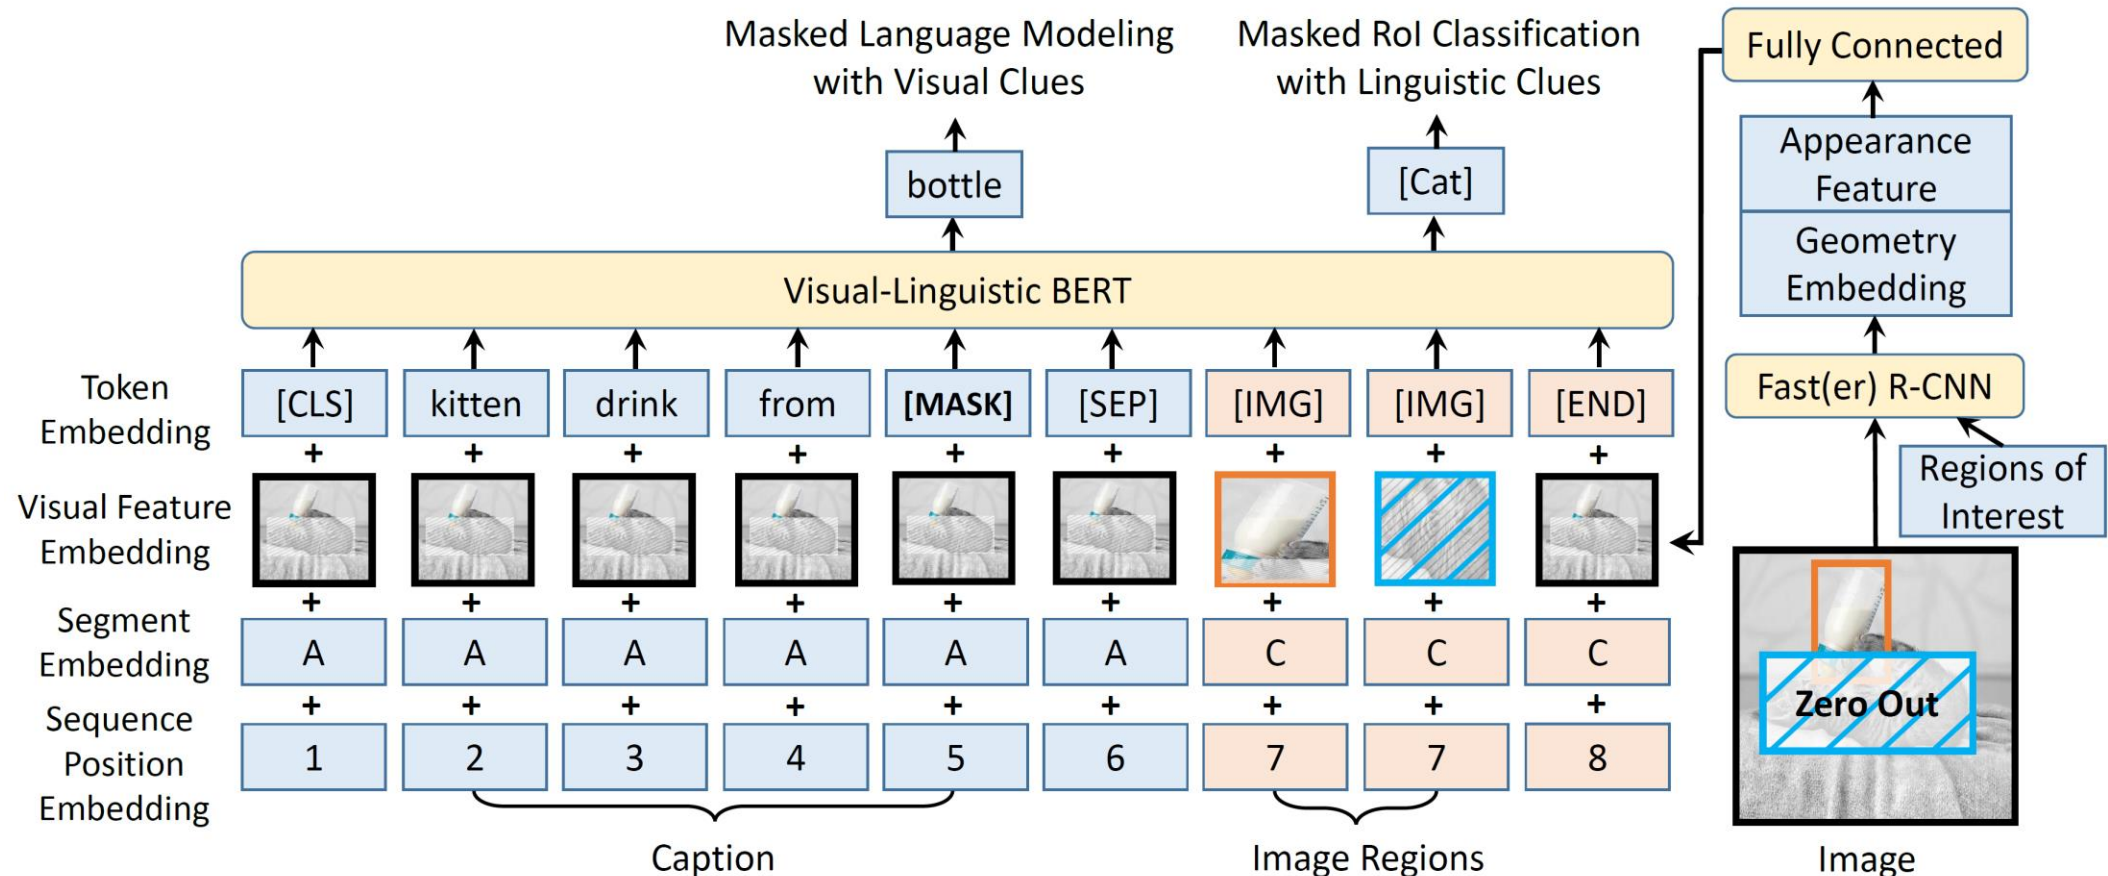 Masked Language Modeling
with Visual Clues
Masked RoI Classification
with Linguistic Clues
bottle
[Cat]
Visual-Linguistic BERT
Token
Embedding
[CLS] kitten drink from [MASK] [SEP] [IMG] [IMG] [END]
+ + + + + + + + +
Visual Feature
Embedding
+ + + + + + + + +
Segment
Embedding
A A A A A A C C C
+ + + + + + + + +
Sequence
Position
Embedding
1 2 3 4 5 6 7 7 8
Caption
Image Regions
Fully Connected
Appearance
Feature
Geometry
Embedding
Fast(er) R-CNN
Regions of
Interest
Zero Out
Image